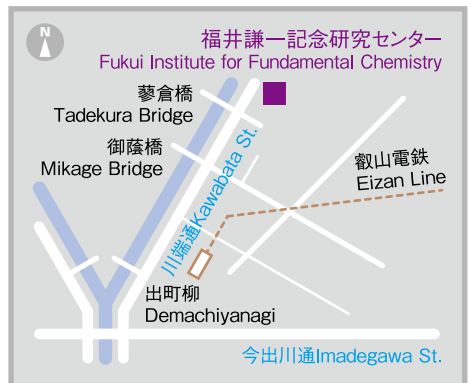 N
福井謙一記念研究センター
Fukui Institute for Fundamental Chemistry
蓼倉橋
Tadekura Bridge
御蔭橋
Mikage Bridge
川端通Kawabata St.
叡山電鉄
Eizan Line
出町柳
Demachiyanagi
今出川通Imadegawa St.